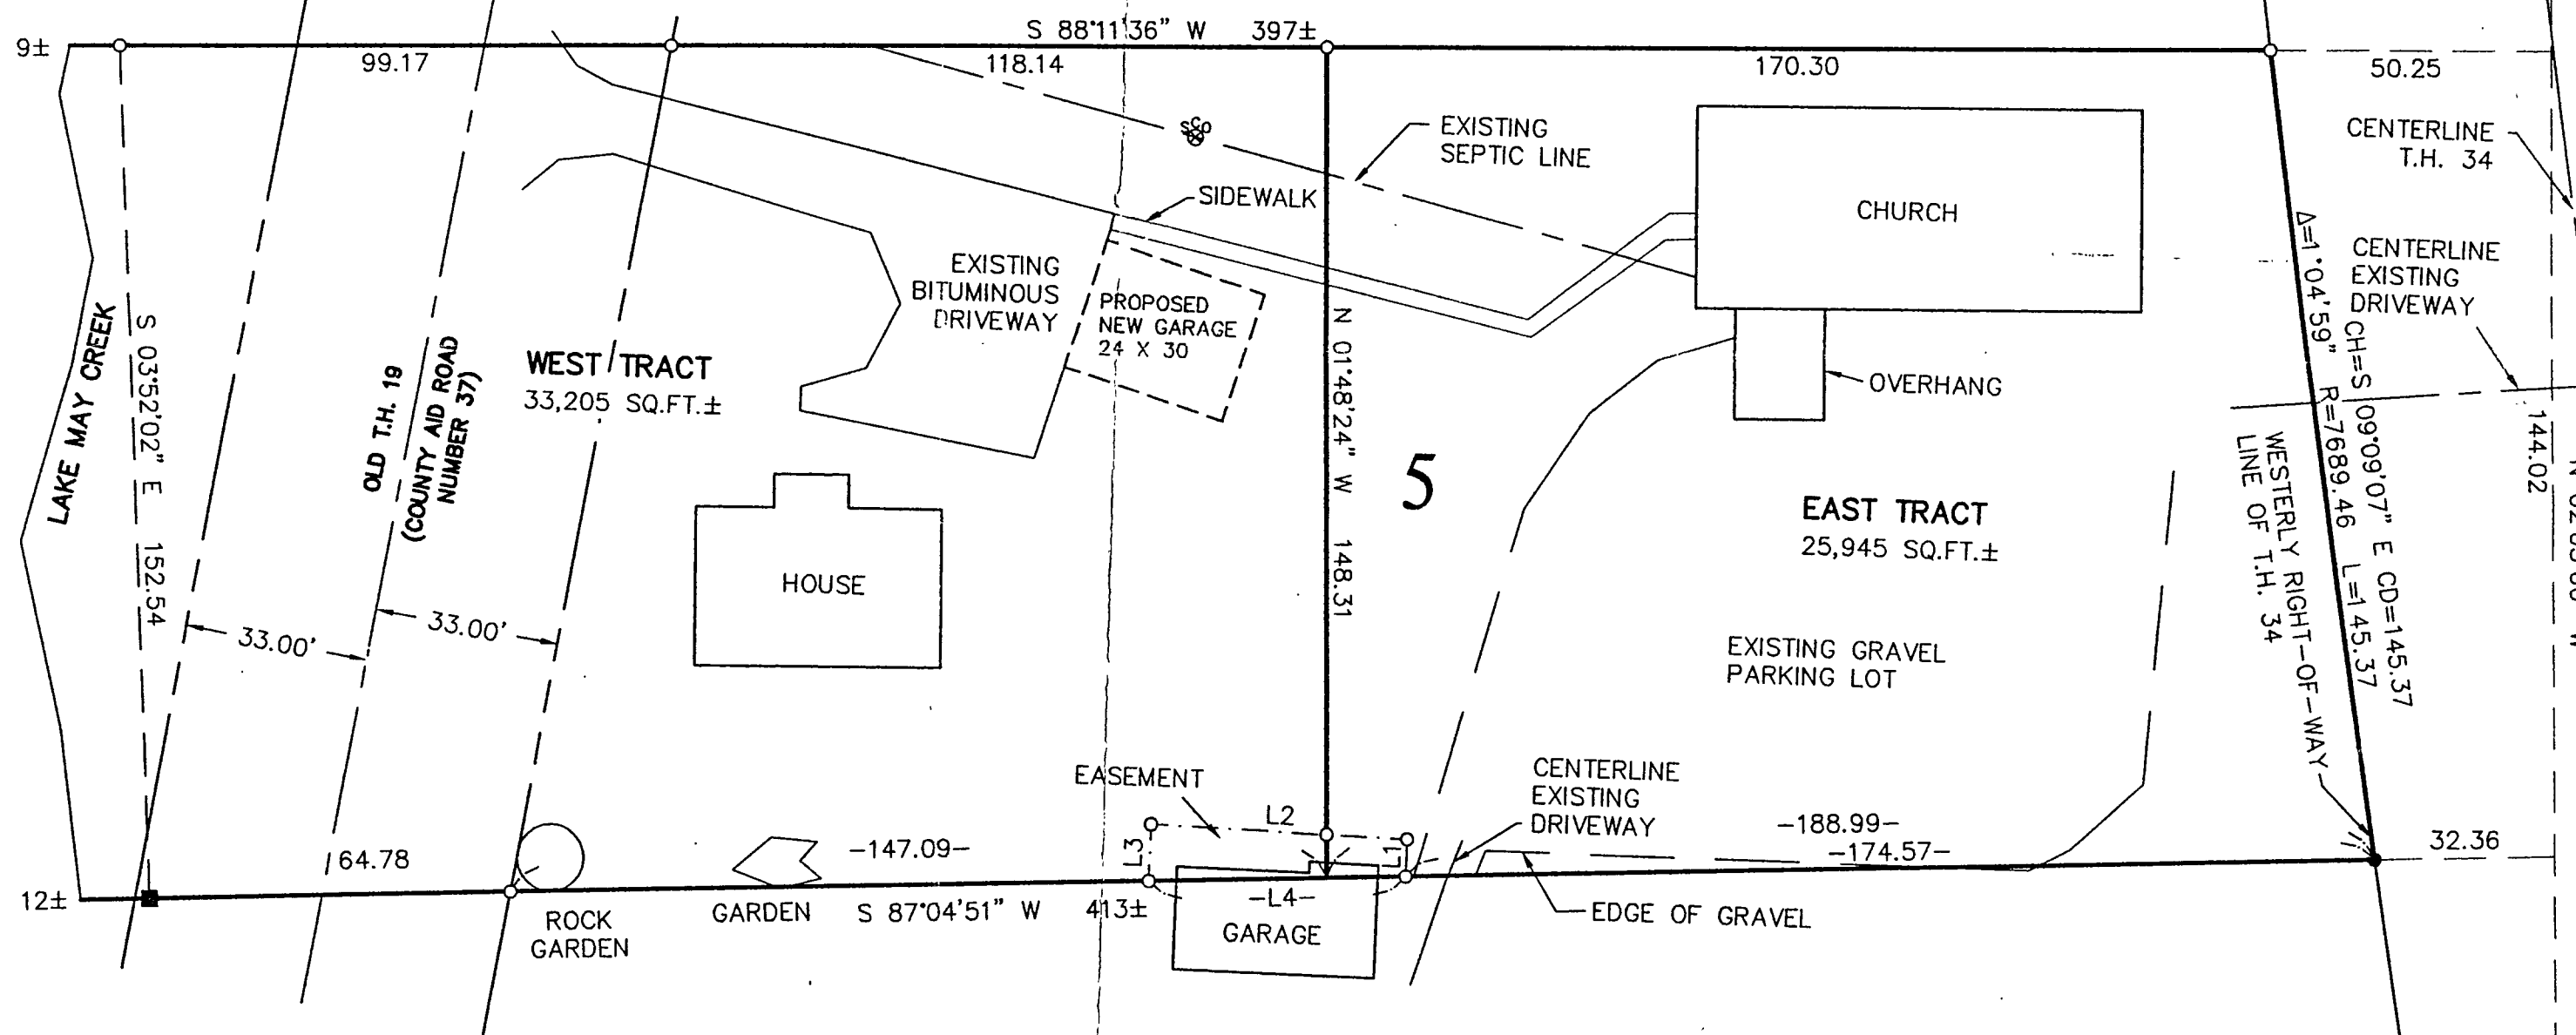 S 88°11'36" W 397±
9±
99.17
118.14
170.30
50.25
CENTERLINE
T.H. 34
SCO
EXISTING
SEPTIC LINE
SIDEWALK
CHURCH
CENTERLINE
EXISTING
DRIVEWAY
EXISTING
BITUMINOUS
DRIVEWAY
PROPOSED
NEW GARAGE
24 X 30
LAKE MAY CREEK
S 03°52'02" E 152.54
OLD T.H. 19
(COUNTY AID ROAD
NUMBER 37)
WEST TRACT
33,205 SQ.FT.±
N 01°48'24" W 148.31
OVERHANG
5
EAST TRACT
25,945 SQ.FT.±
Δ=1°04'59" R=7689.46 L=145.37
CH=S 09°09'07" E CD=145.37
WESTERLY RIGHT-OF-WAY
LINE OF T.H. 34
144.02
HOUSE
33.00'
33.00'
EXISTING GRAVEL
PARKING LOT
EASEMENT
L2
L3
L1
CENTERLINE
EXISTING
DRIVEWAY
-188.99-
-174.57-
32.36
64.78
-147.09-
12±
ROCK
GARDEN
GARDEN
S 87°04'51" W 413±
-L4-
GARAGE
EDGE OF GRAVEL